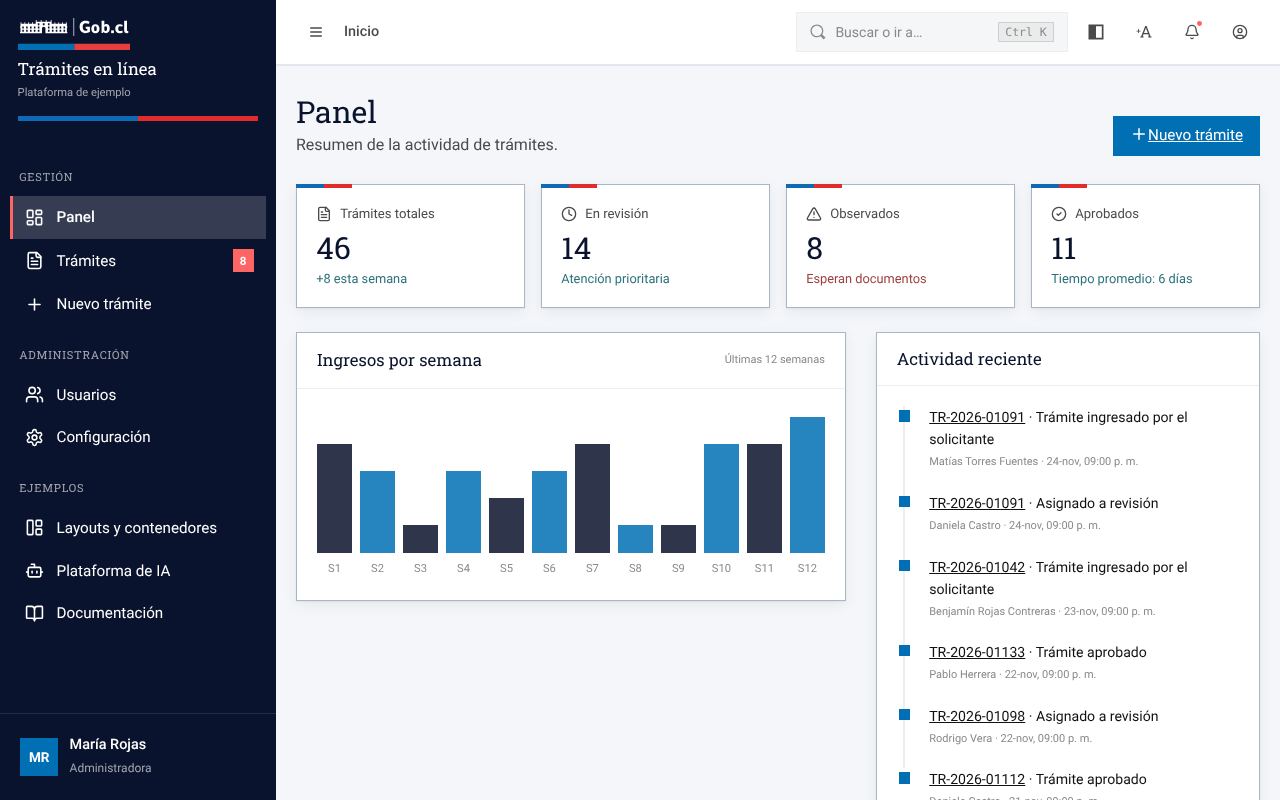 Gob.cl
Trámites en línea
Plataforma de ejemplo
GESTIÓN
Panel
Trámites
8
Nuevo trámite
ADMINISTRACIÓN
Usuarios
Configuración
EJEMPLOS
Layouts y contenedores
Plataforma de IA
Documentación
MR
María Rojas
Administradora
Inicio
Buscar o ir a…
Ctrl K
+A
Panel
Resumen de la actividad de trámites.
Nuevo trámite
Trámites totales
46
+8 esta semana
En revisión
14
Atención prioritaria
Observados
8
Esperan documentos
Aprobados
11
Tiempo promedio: 6 días
Ingresos por semana
Últimas 12 semanas
S1 S2 S3 S4 S5 S6 S7 S8 S9 S10 S11 S12
Actividad reciente
TR-2026-01091 · Trámite ingresado por el
solicitante
Matías Torres Fuentes · 24-nov, 09:00 p. m.
TR-2026-01091 · Asignado a revisión
Daniela Castro · 24-nov, 09:00 p. m.
TR-2026-01042 · Trámite ingresado por el
solicitante
Benjamín Rojas Contreras · 23-nov, 09:00 p. m.
TR-2026-01133 · Trámite aprobado
Pablo Herrera · 22-nov, 09:00 p. m.
TR-2026-01098 · Asignado a revisión
Rodrigo Vera · 22-nov, 09:00 p. m.
TR-2026-01112 · Trámite aprobado